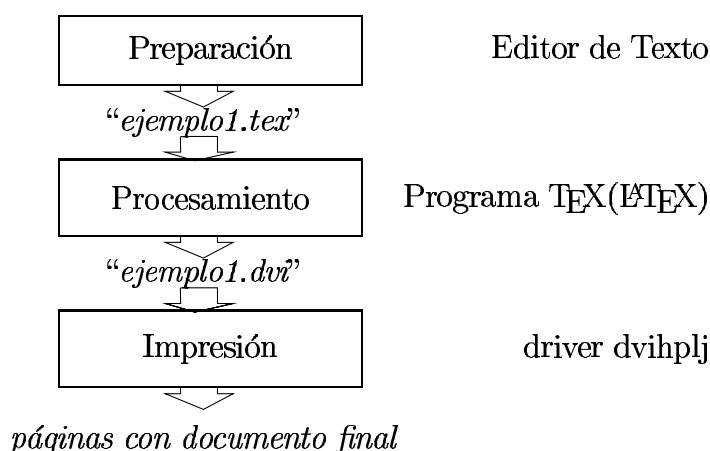 Preparación Editor de Texto
“ejemplo1.tex”
Procesamiento Programa TEX(LATEX)
“ejemplo1.dvi”
Impresión driver dvihplj
páginas con documento final